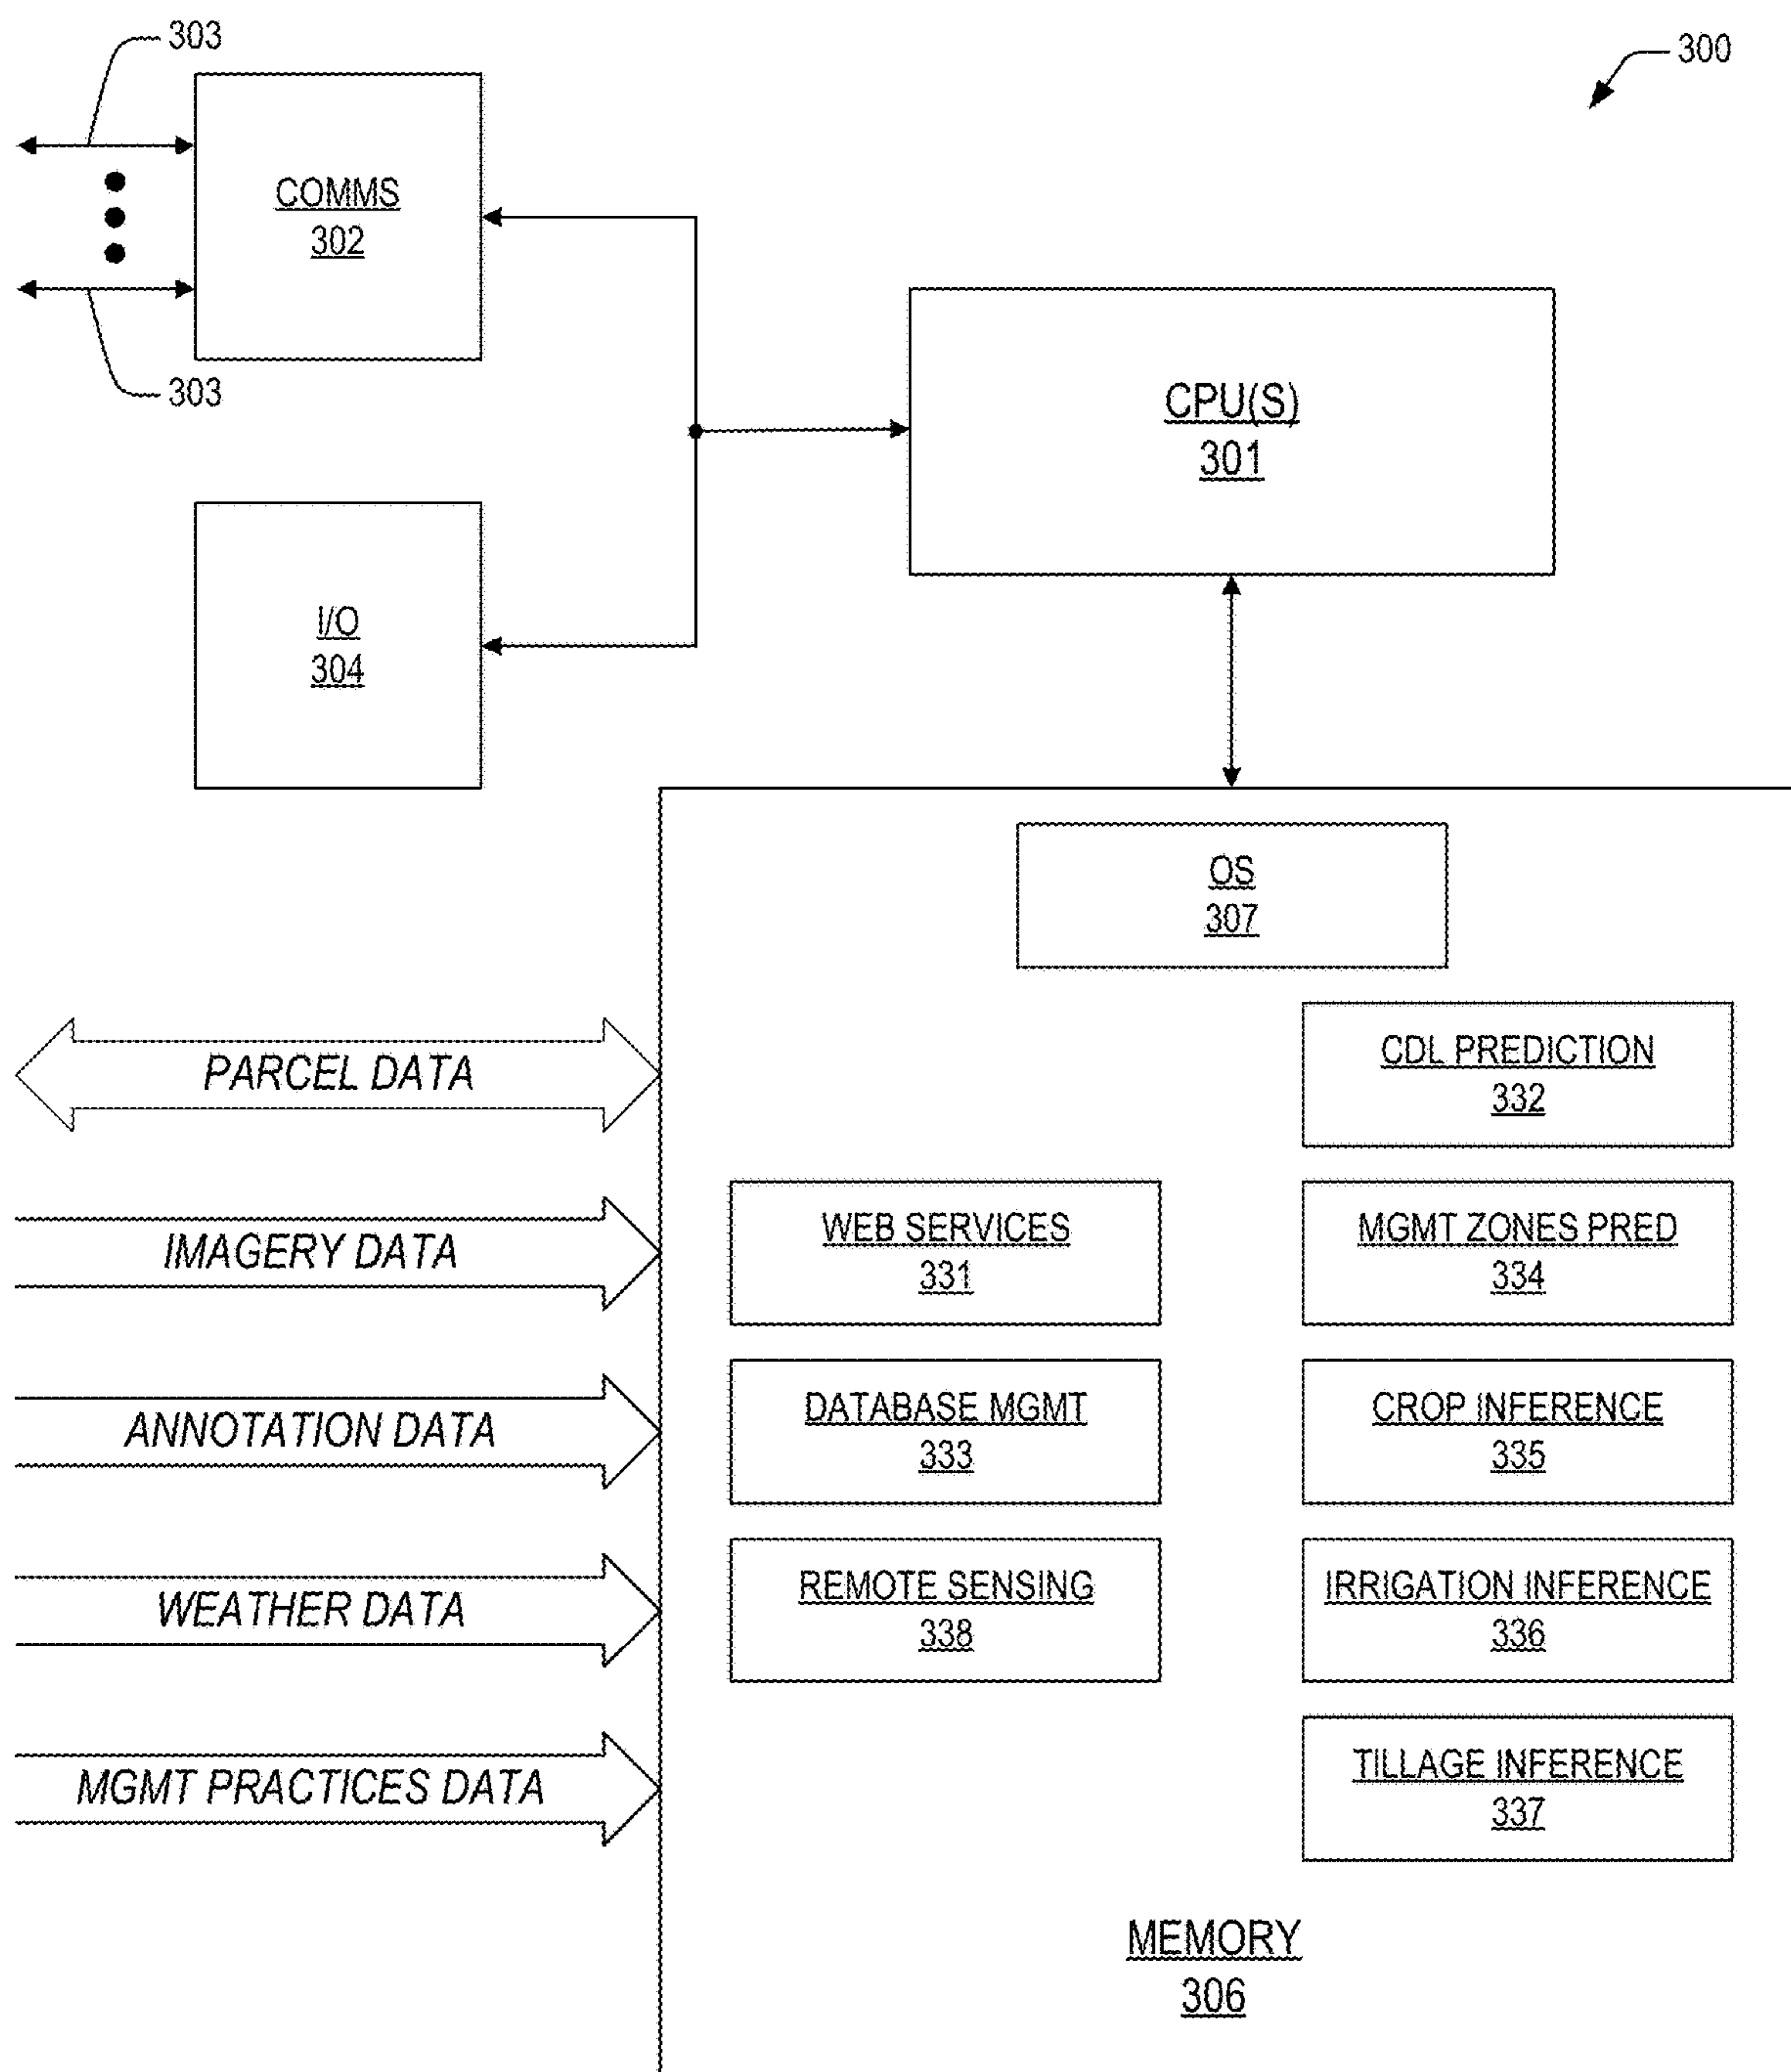 303
300
COMMS
302
303
CPU(S)
301
I/O
304
OS
307
PARCEL DATA
CDL PREDICTION
332
IMAGERY DATA
WEB SERVICES
331
MGMT ZONES PRED
334
ANNOTATION DATA
DATABASE MGMT
333
CROP INFERENCE
335
WEATHER DATA
REMOTE SENSING
338
IRRIGATION INFERENCE
336
MGMT PRACTICES DATA
TILLAGE INFERENCE
337
MEMORY
306